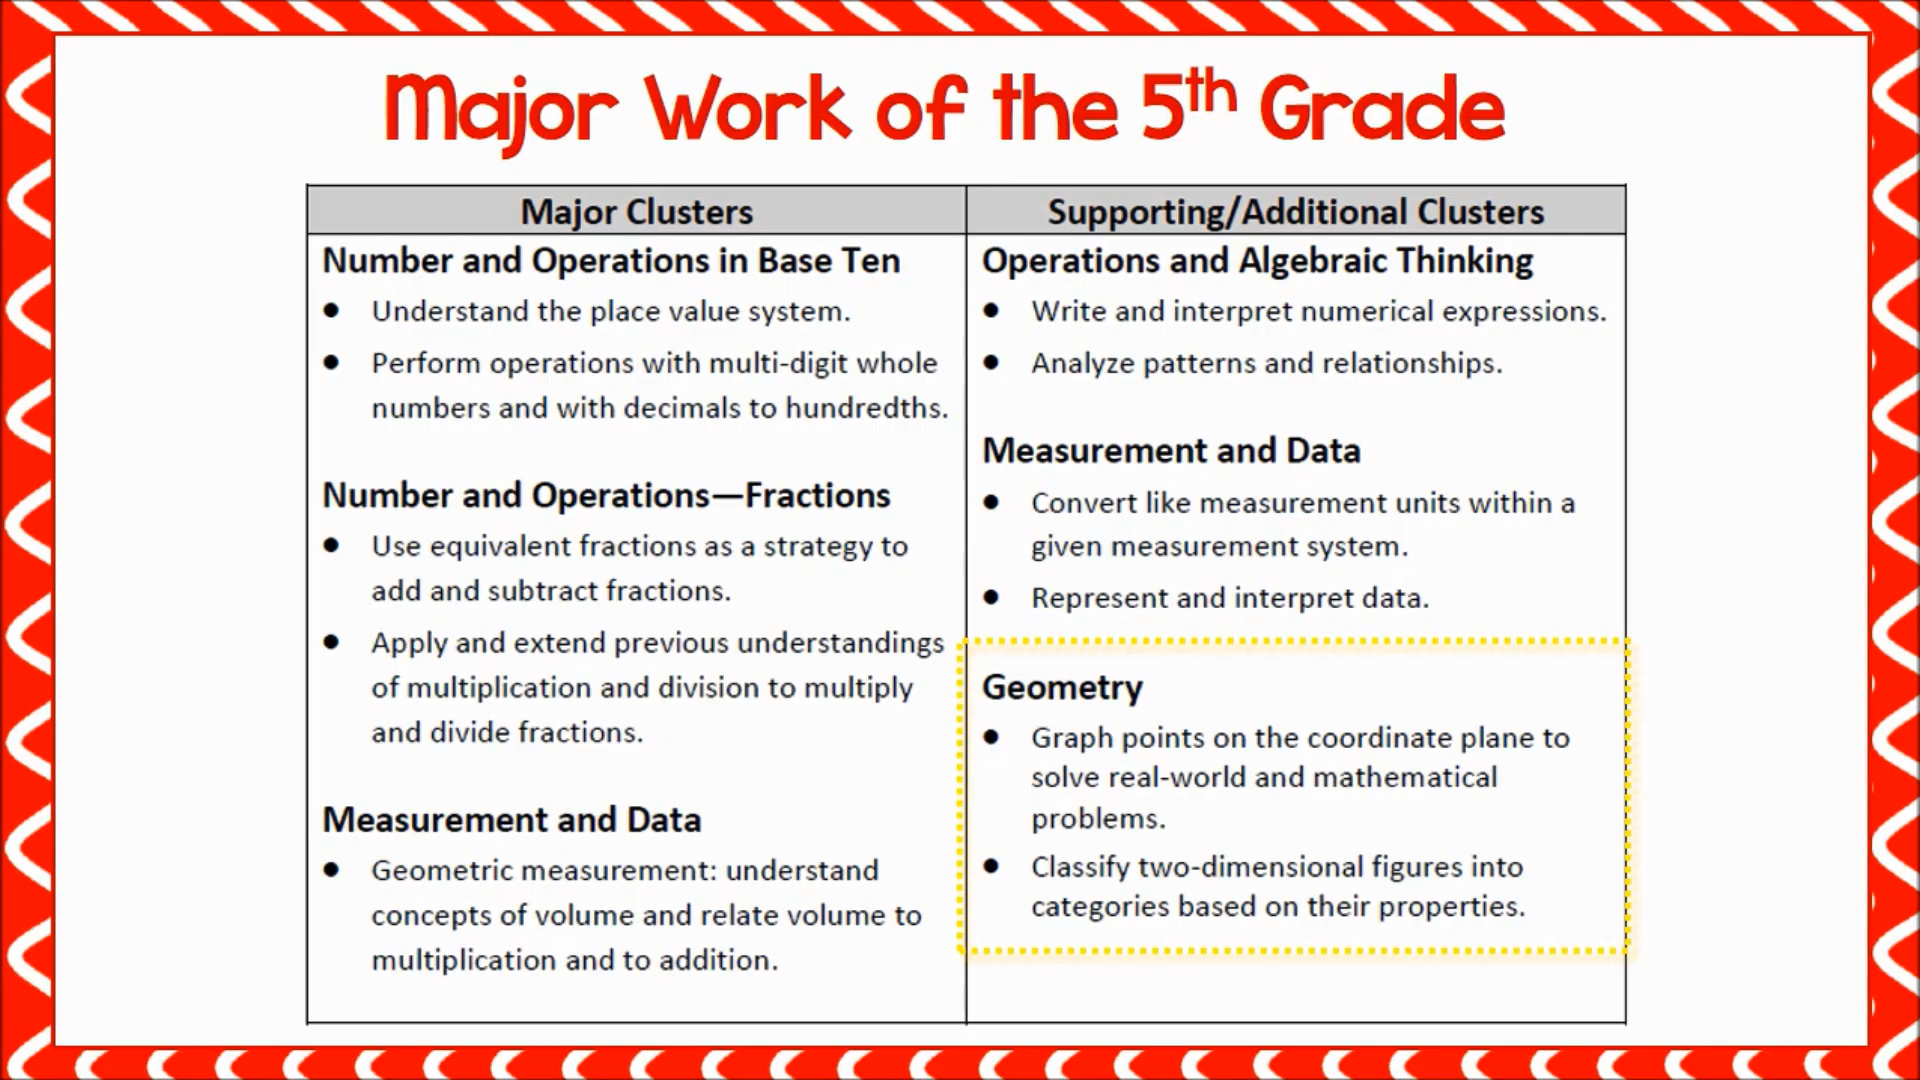 Major Work of the 5th Grade
Major Clusters
Number and Operations in Base Ten
● Understand the place value system.
● Perform operations with multi-digit whole
numbers and with decimals to hundredths.
Number and Operations—Fractions
● Use equivalent fractions as a strategy to
add and subtract fractions.
● Apply and extend previous understandings
of multiplication and division to multiply
and divide fractions.
Measurement and Data
● Geometric measurement: understand
concepts of volume and relate volume to
multiplication and to addition.
Supporting/Additional Clusters
Operations and Algebraic Thinking
● Write and interpret numerical expressions.
● Analyze patterns and relationships.
Measurement and Data
● Convert like measurement units within a
given measurement system.
● Represent and interpret data.
Geometry
● Graph points on the coordinate plane to
solve real-world and mathematical
problems.
● Classify two-dimensional figures into
categories based on their properties.